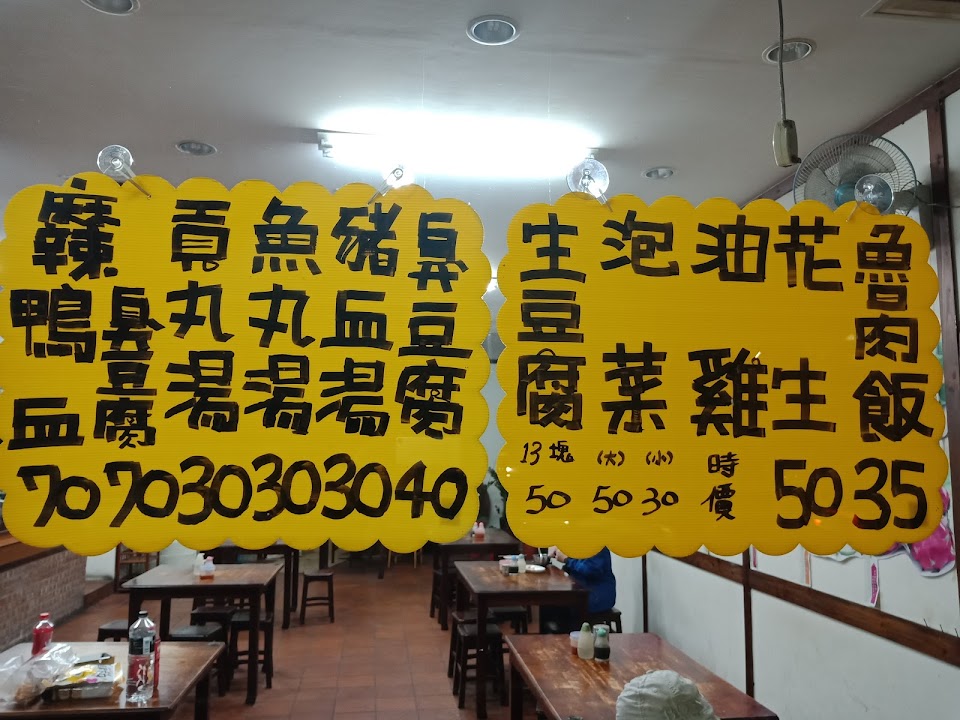 魯肉飯 35
花生 50
油雞 時價
泡菜 (大) 50 (小) 30
生豆腐 13塊 50
臭豆腐 40
豬血湯 30
魚丸湯 30
貢丸湯 30
麻辣
臭豆腐 70
鴨血 70